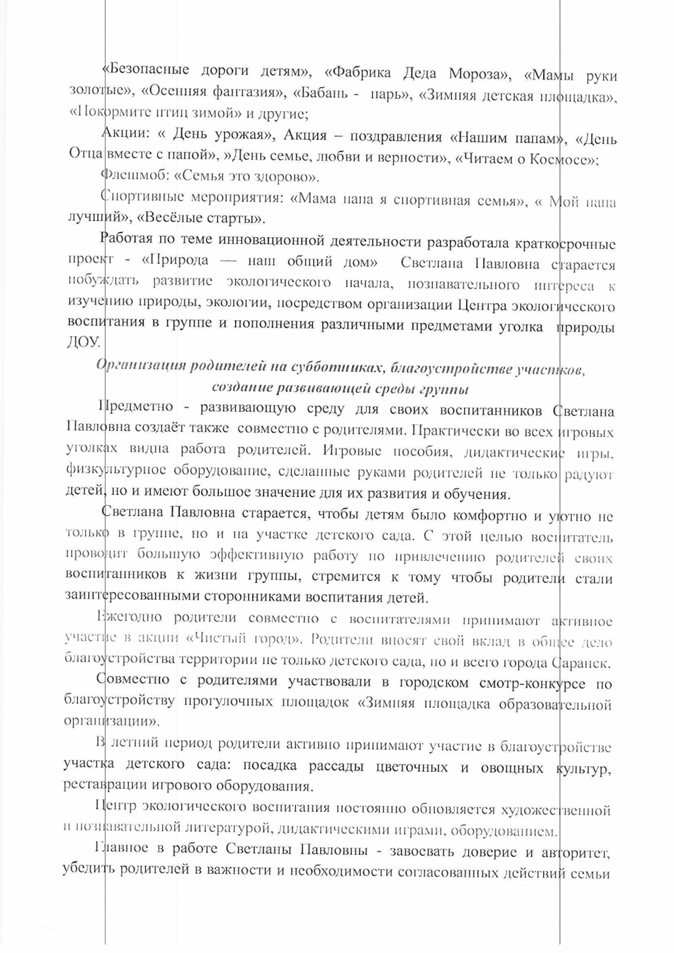 «Безопасные дороги детям», «Фабрика Деда Мороза», «Мамы руки
золотые», «Осенняя фантазия», «Бабань - царь», «Зимняя детская площадка»,
«Покормите птиц зимой» и другие;
Акции: « День урожая», Акция – поздравления «Нашим папам», «День
Отца вместе с папой», »День семье, любви и верности», «Читаем о Космосе»;
Флешмоб: «Семья это здорово».
Спортивные мероприятия: «Мама папа я спортивная семья», « Мой папа
лучший», «Весёлые старты».
Работая по теме инновационной деятельности разработала краткосрочные
проект - «Природа — наш общий дом» Светлана Павловна старается
побуждать развитие экологического начала, познавательного интереса к
изучению природы, экологии, посредством организации Центра экологического
воспитания в группе и пополнения различными предметами уголка природы
ДОУ.
Организация родителей на субботниках, благоустройстве участков,
создание развивающей среды группы
Предметно - развивающую среду для своих воспитанников Светлана
Павловна создаёт также совместно с родителями. Практически во всех игровых
уголках видна работа родителей. Игровые пособия, дидактические игры,
физкультурное оборудование, сделанные руками родителей не только радуют
детей, но и имеют большое значение для их развития и обучения.
Светлана Павловна старается, чтобы детям было комфортно и уютно не
только в группе, но и на участке детского сада. С этой целью воспитатель
проводит большую эффективную работу по привлечению родителей своих
воспитанников к жизни группы, стремится к тому чтобы родители стали
заинтересованными сторонниками воспитания детей.
Ежегодно родители совместно с воспитателями принимают активное
участие в акции «Чистый город». Родители вносят свой вклад в общее дело
благоустройства территории не только детского сада, но и всего города Саранск.
Совместно с родителями участвовали в городском смотр-конкурсе по
благоустройству прогулочных площадок «Зимняя площадка образовательной
организации».
В летний период родители активно принимают участие в благоустройстве
участка детского сада: посадка рассады цветочных и овощных культур,
реставрации игрового оборудования.
Центр экологического воспитания постоянно обновляется художественной
и познавательной литературой, дидактическими играми, оборудованием.
Главное в работе Светланы Павловны - завоевать доверие и авторитет,
убедить родителей в важности и необходимости согласованных действий семьи